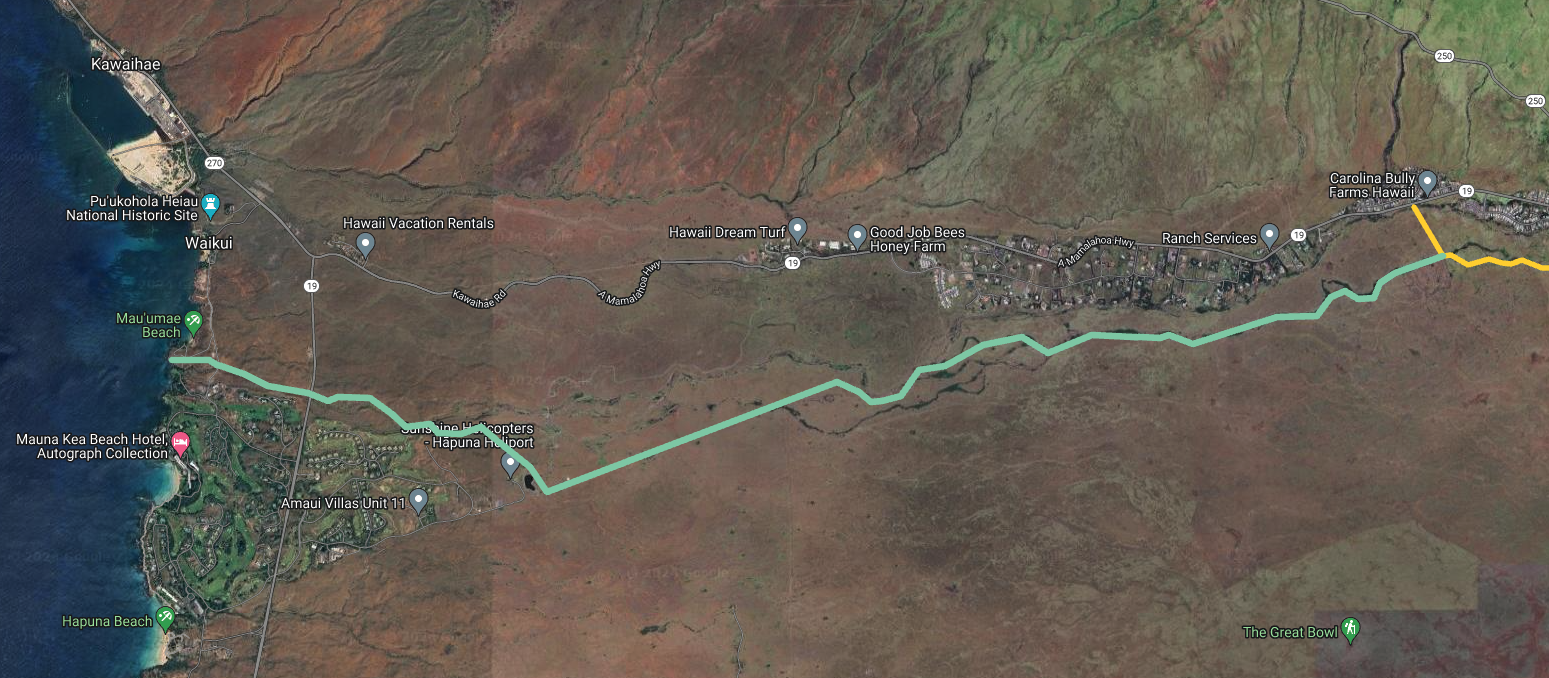 250
Kawaihae
250
270
Carolina Bully
Farms Hawaii
19
Pu'ukohola Heiau
National Historic Site
Hawaii Vacation Rentals
Hawaii Dream Turf
Good Job Bees
Honey Farm
Ranch Services
19
A Mamalahoa Hwy
Waikui
19
A Mamalahoa Hwy
19
Kawaihae Rd
Mau'umae
Beach
Sunshine Helicopters
- Hāpuna Heliport
Mauna Kea Beach Hotel,
Autograph Collection
Amaui Villas Unit 11
Hapuna Beach
The Great Bowl